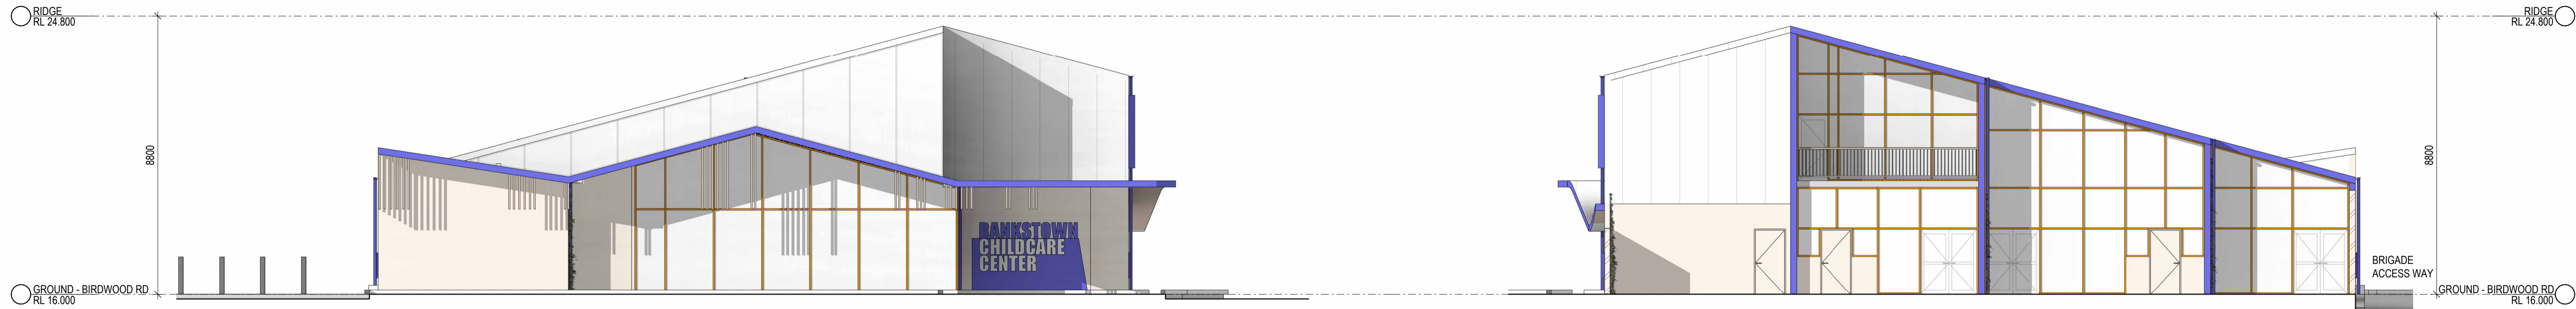 RIDGE
RL 24.800
8800
GROUND - BIRDWOOD RD
RL 16.000
BANKSTOWN
CHILDCARE
CENTER
BRIGADE
ACCESS WAY
RIDGE
RL 24.800
8800
GROUND - BIRDWOOD RD
RL 16.000